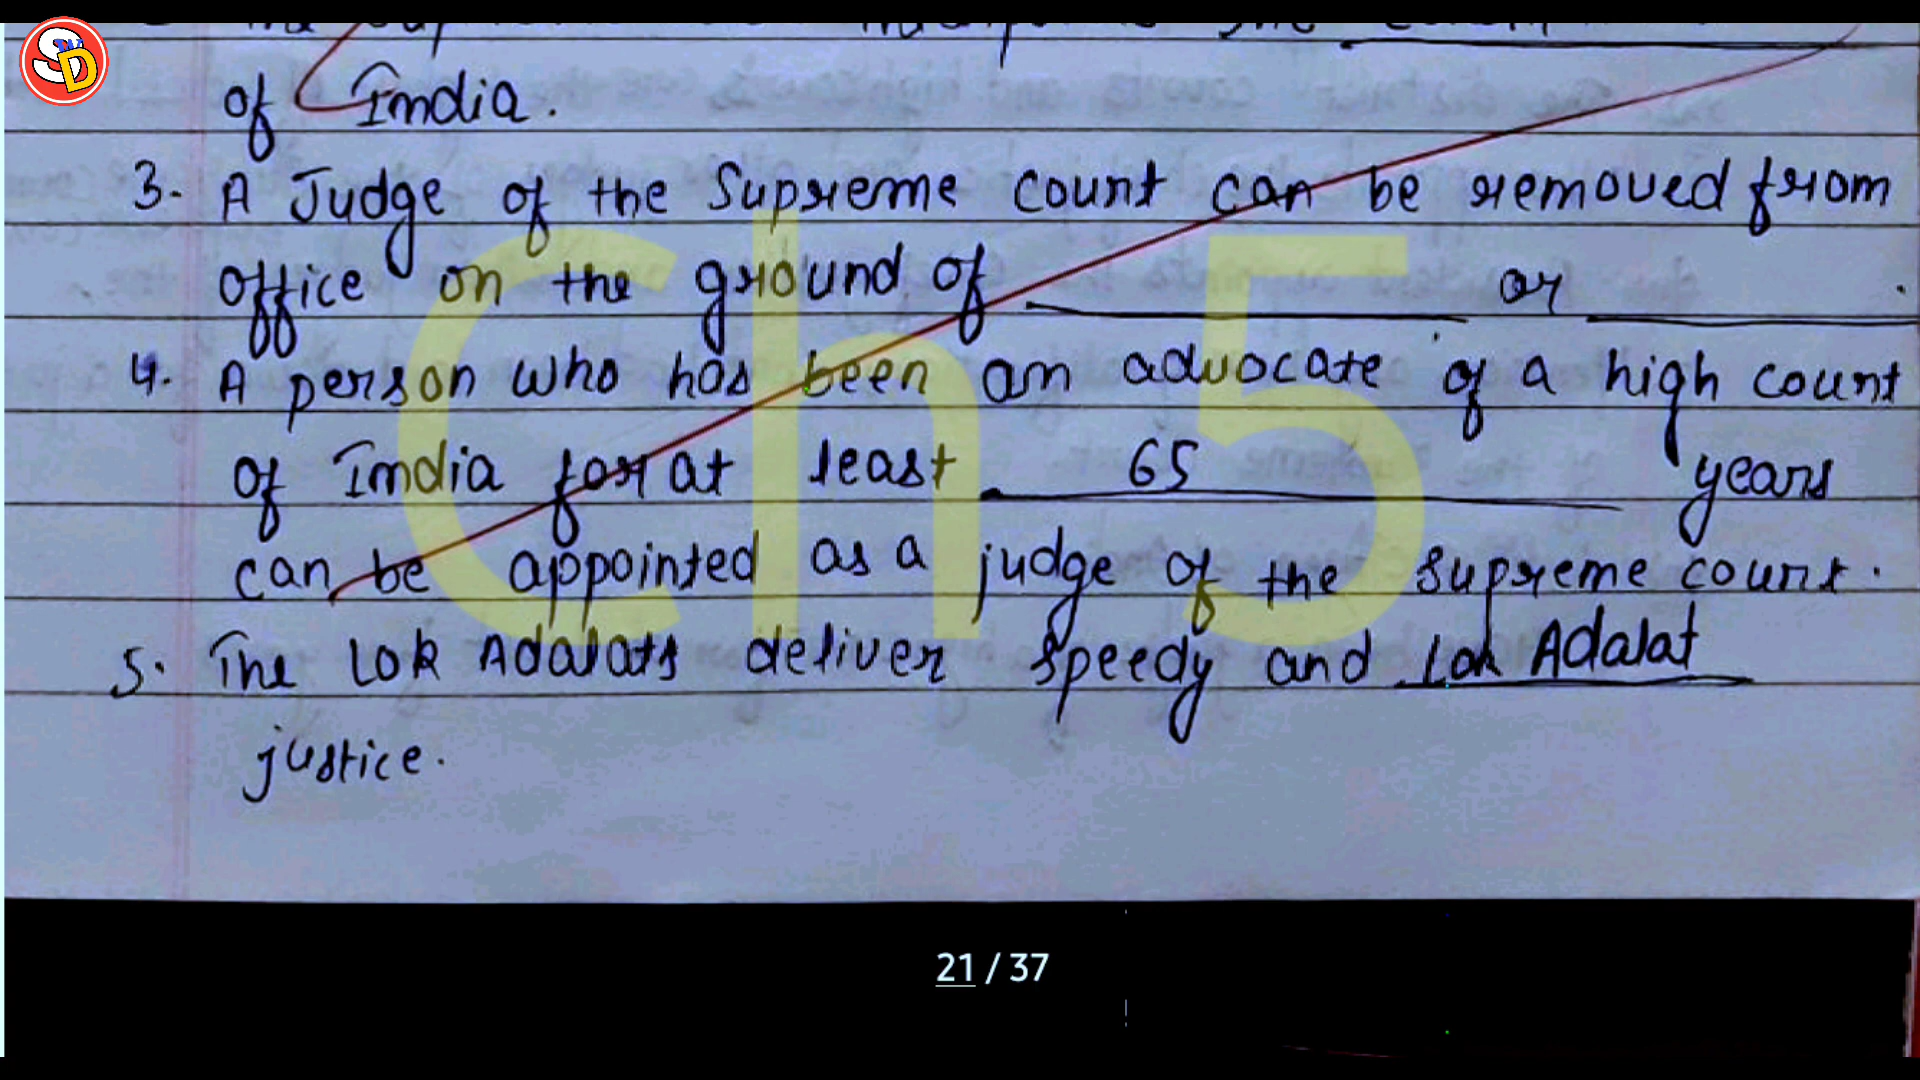 SD
of India.
3. A Judge of the Supreme court can be removed from
office on the ground of ________ or ________.
4. A person who has been an advocate of a high court
of India for at least 65 years
can be appointed as a judge of the supreme court.
5. The Lok Adalats deliver speedy and Lok Adalat
justice.
Ch 5
21 / 37